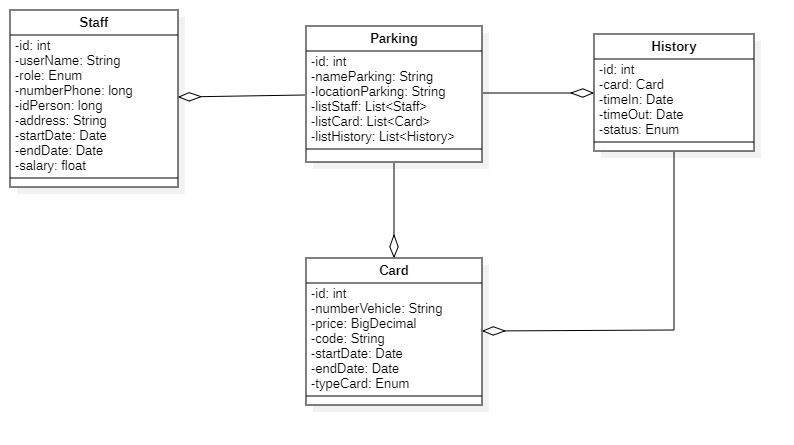 Staff
-id: int
-userName: String
-role: Enum
-numberPhone: long
-idPerson: long
-address: String
-startDate: Date
-endDate: Date
-salary: float
Parking
-id: int
-nameParking: String
-locationParking: String
-listStaff: List<Staff>
-listCard: List<Card>
-listHistory: List<History>
History
-id: int
-card: Card
-timeIn: Date
-timeOut: Date
-status: Enum
Card
-id: int
-numberVehicle: String
-price: BigDecimal
-code: String
-startDate: Date
-endDate: Date
-typeCard: Enum